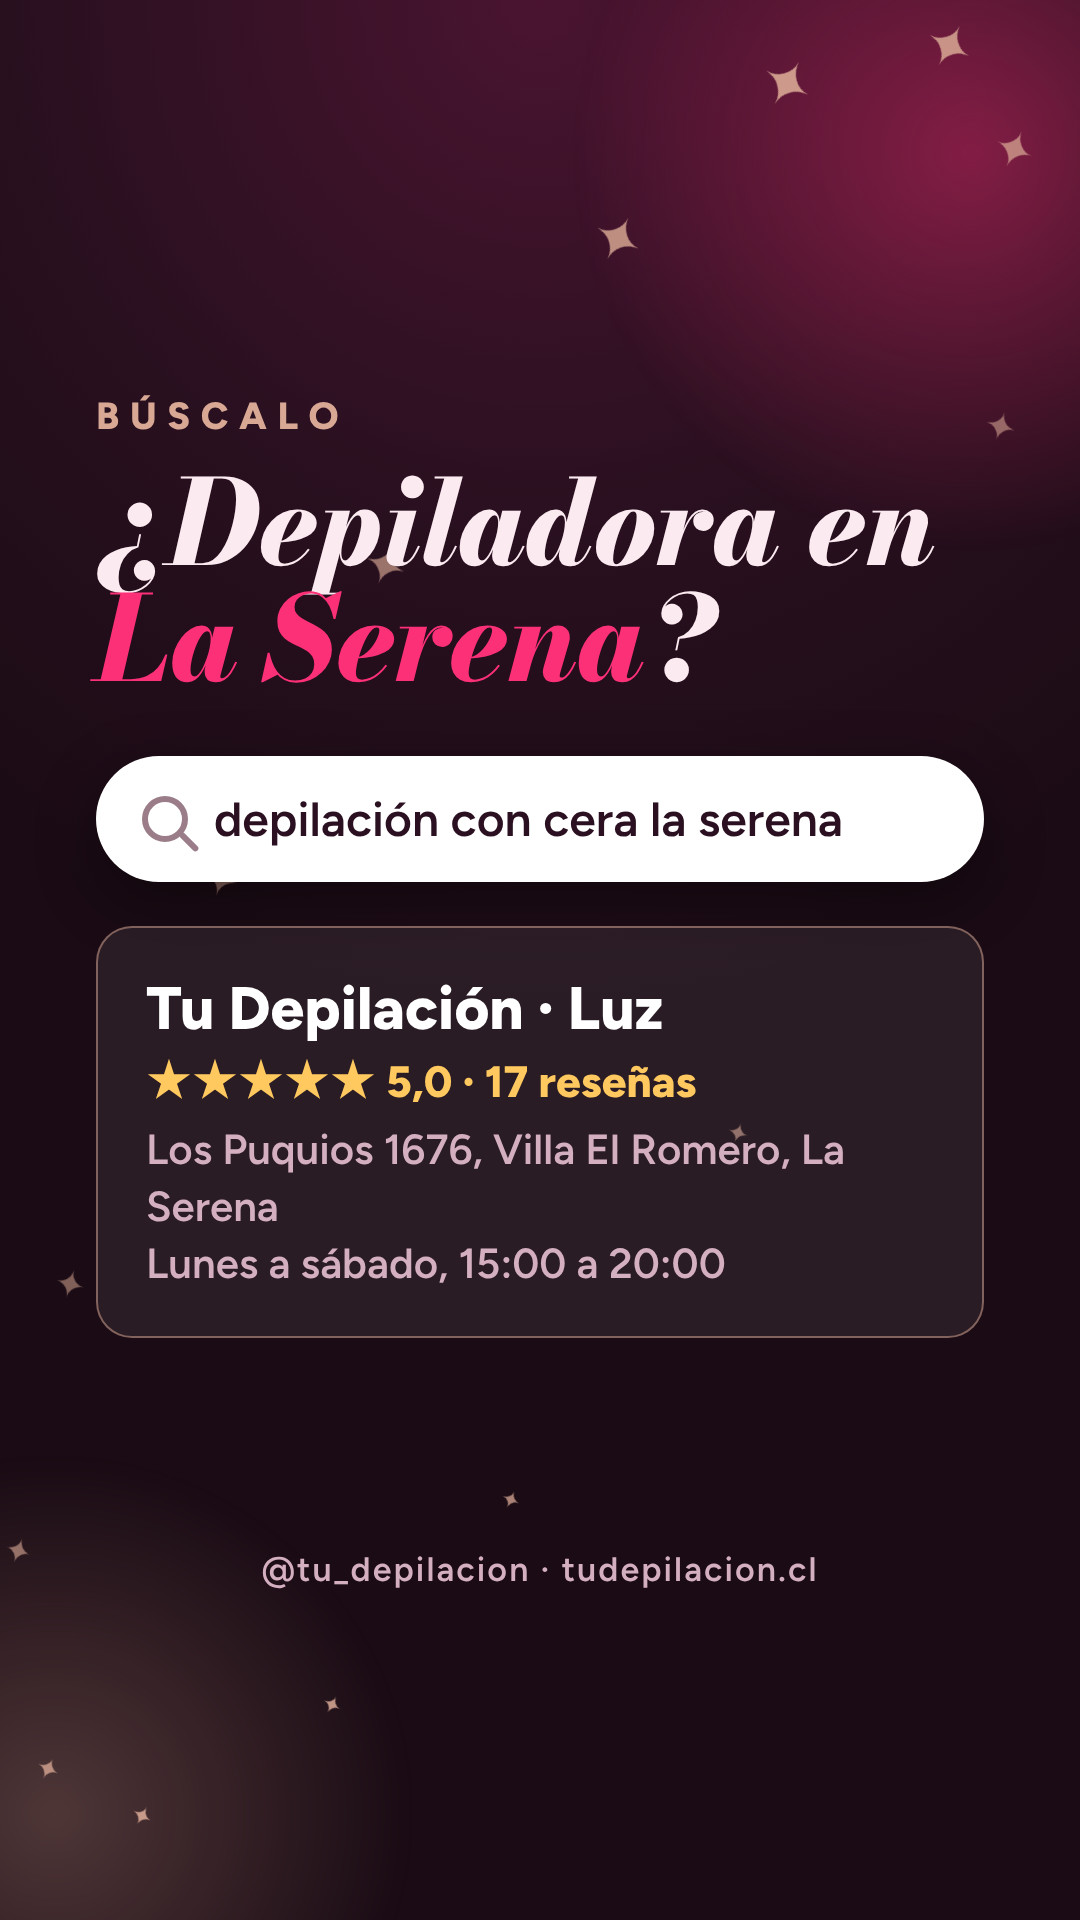 BÚSCALO
¿Depiladora en
La Serena?
depilación con cera la serena
Tu Depilación · Luz
★★★★★ 5,0 · 17 reseñas
Los Puquios 1676, Villa El Romero, La
Serena
Lunes a sábado, 15:00 a 20:00
@tu_depilacion · tudepilacion.cl